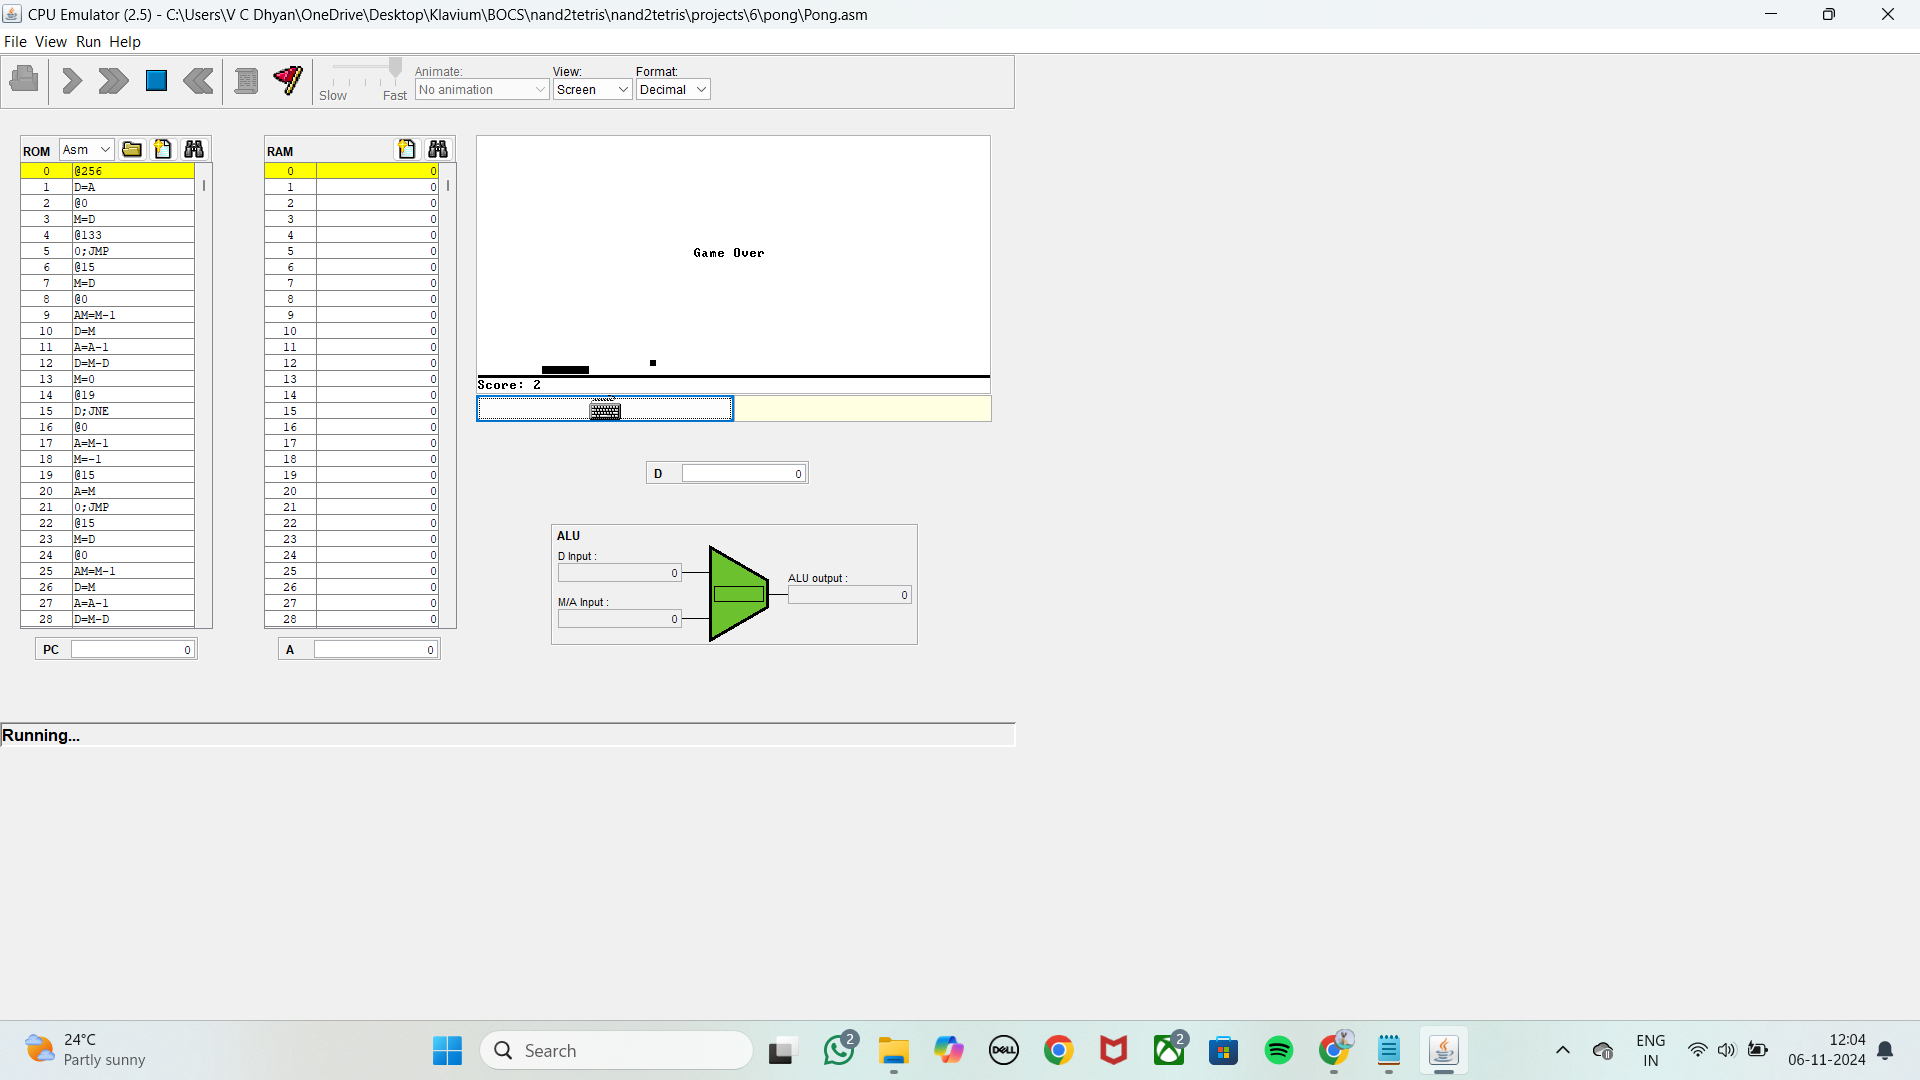 CPU Emulator (2.5) - C:\Users\V C Dhyan\OneDrive\Desktop\Klavium\BOCS\nand2tetris\nand2tetris\projects\6\pong\Pong.asm
File View Run Help
Slow Fast
Animate:
No animation
View:
Screen
Format:
Decimal
ROM Asm
0 @256
1 D=A
2 @0
3 M=D
4 @133
5 0;JMP
6 @15
7 M=D
8 @0
9 AM=M-1
10 D=M
11 A=A-1
12 D=M-D
13 M=0
14 @19
15 D;JNE
16 @0
17 A=M-1
18 M=-1
19 @15
20 A=M
21 0;JMP
22 @15
23 M=D
24 @0
25 AM=M-1
26 D=M
27 A=A-1
28 D=M-D
PC 0
RAM
0 0
1 0
2 0
3 0
4 0
5 0
6 0
7 0
8 0
9 0
10 0
11 0
12 0
13 0
14 0
15 0
16 0
17 0
18 0
19 0
20 0
21 0
22 0
23 0
24 0
25 0
26 0
27 0
28 0
A 0
Game Over
Score: 2
D 0
ALU
D Input :
0
M/A Input :
0
ALU output :
0
Running...
24°C
Partly sunny
Search
2
DELL
2
ENG
IN
12:04
06-11-2024